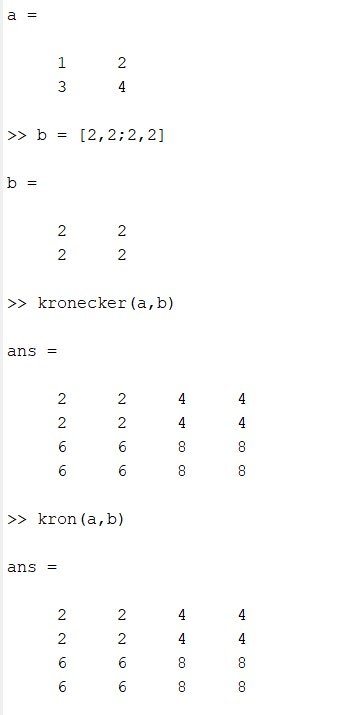 a =
1 2
3 4
>> b = [2,2;2,2]
b =
2 2
2 2
>> kronecker(a,b)
ans =
2 2 4 4
2 2 4 4
6 6 8 8
6 6 8 8
>> kron(a,b)
ans =
2 2 4 4
2 2 4 4
6 6 8 8
6 6 8 8